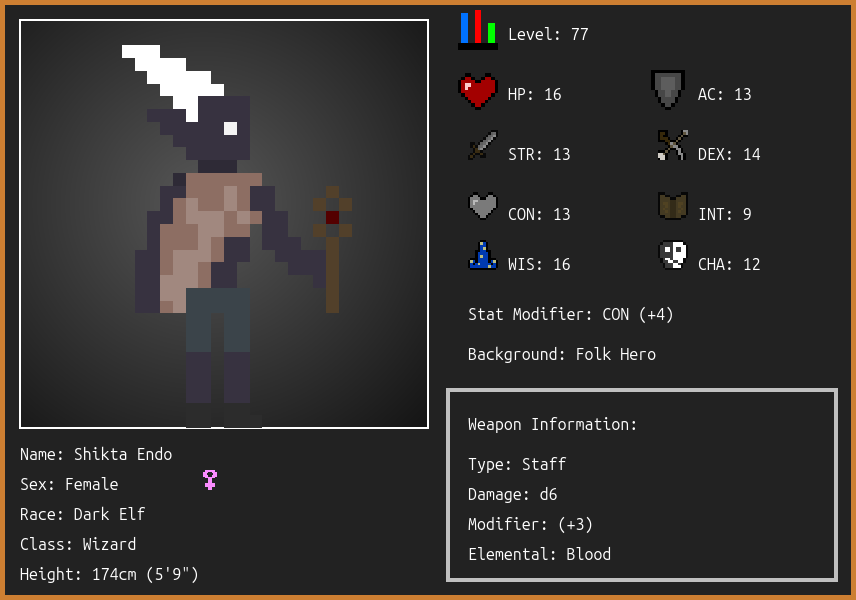 Level: 77
HP: 16
AC: 13
STR: 13
DEX: 14
CON: 13
INT: 9
WIS: 16
CHA: 12
Stat Modifier: CON (+4)
Background: Folk Hero
Weapon Information:
Type: Staff
Damage: d6
Modifier: (+3)
Elemental: Blood
Name: Shikta Endo
Sex: Female
Race: Dark Elf
Class: Wizard
Height: 174cm (5'9")